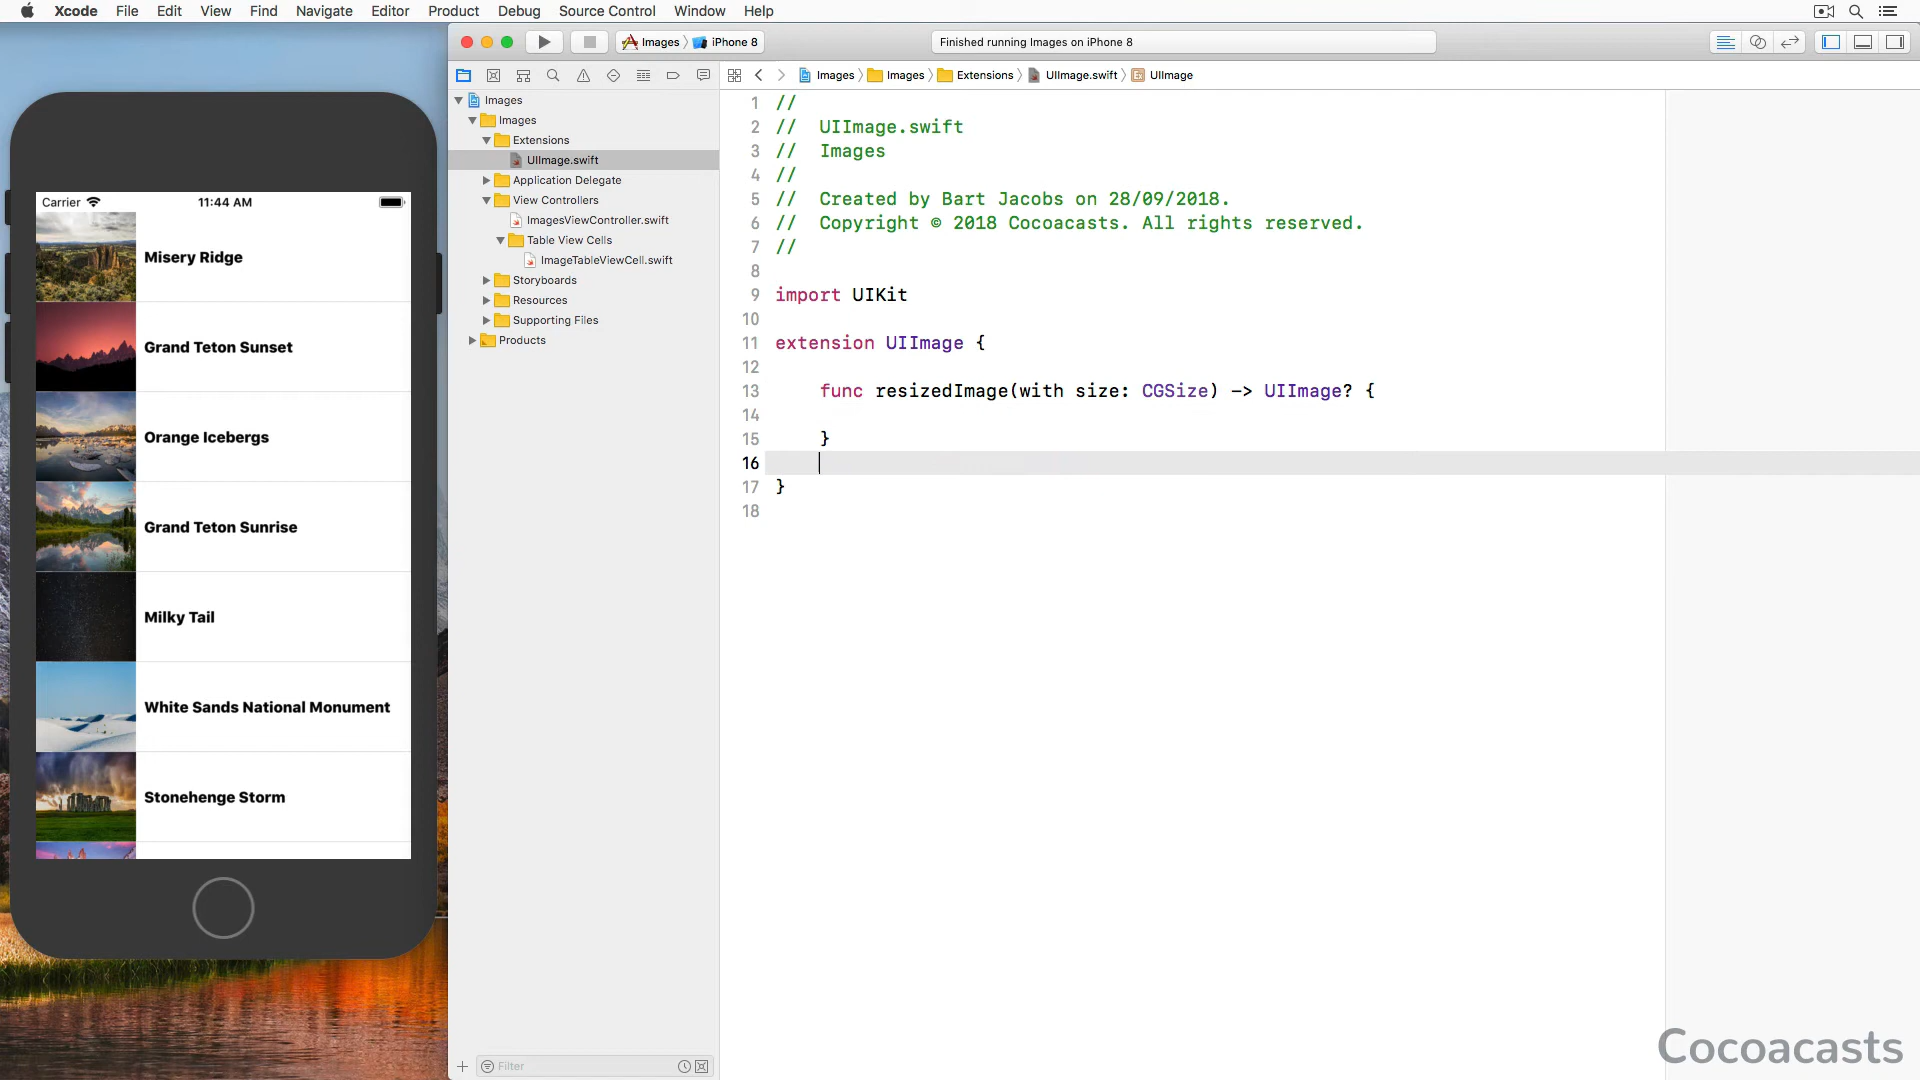 Xcode File Edit View Find Navigate Editor Product Debug Source Control Window Help
Images iPhone 8
Finished running Images on iPhone 8
Images Images Extensions UIImage.swift UIImage
Images
Images
Extensions
UIImage.swift
Application Delegate
View Controllers
ImagesViewController.swift
Table View Cells
ImageTableViewCell.swift
Storyboards
Resources
Supporting Files
Products
Filter
Carrier 11:44 AM
Misery Ridge
Grand Teton Sunset
Orange Icebergs
Grand Teton Sunrise
Milky Tail
White Sands National Monument
Stonehenge Storm
1 //
2 // UIImage.swift
3 // Images
4 //
5 // Created by Bart Jacobs on 28/09/2018.
6 // Copyright © 2018 Cocoacasts. All rights reserved.
7 //
8
9 import UIKit
10
11 extension UIImage {
12
13 func resizedImage(with size: CGSize) -> UIImage? {
14
15 }
16
17 }
18
Cocoacasts